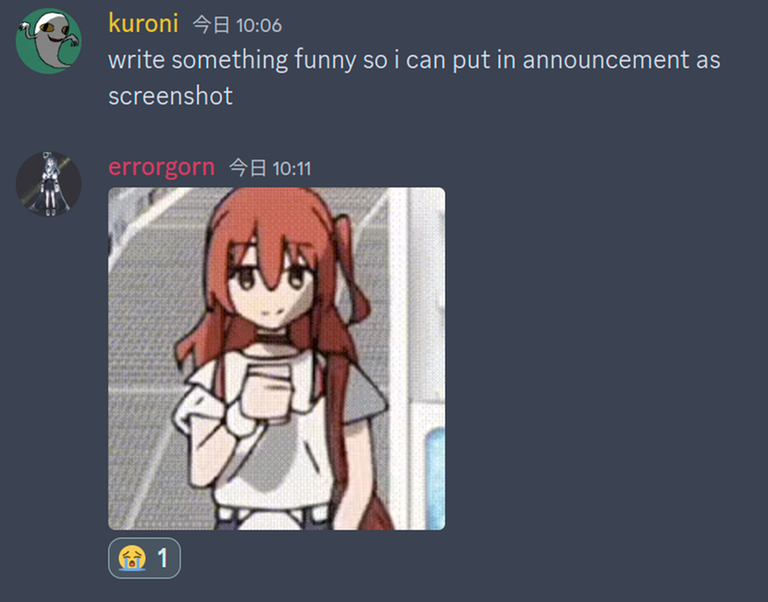 kuroni 今日 10:06
write something funny so i can put in announcement as
screenshot
errorgorn 今日 10:11
😭 1